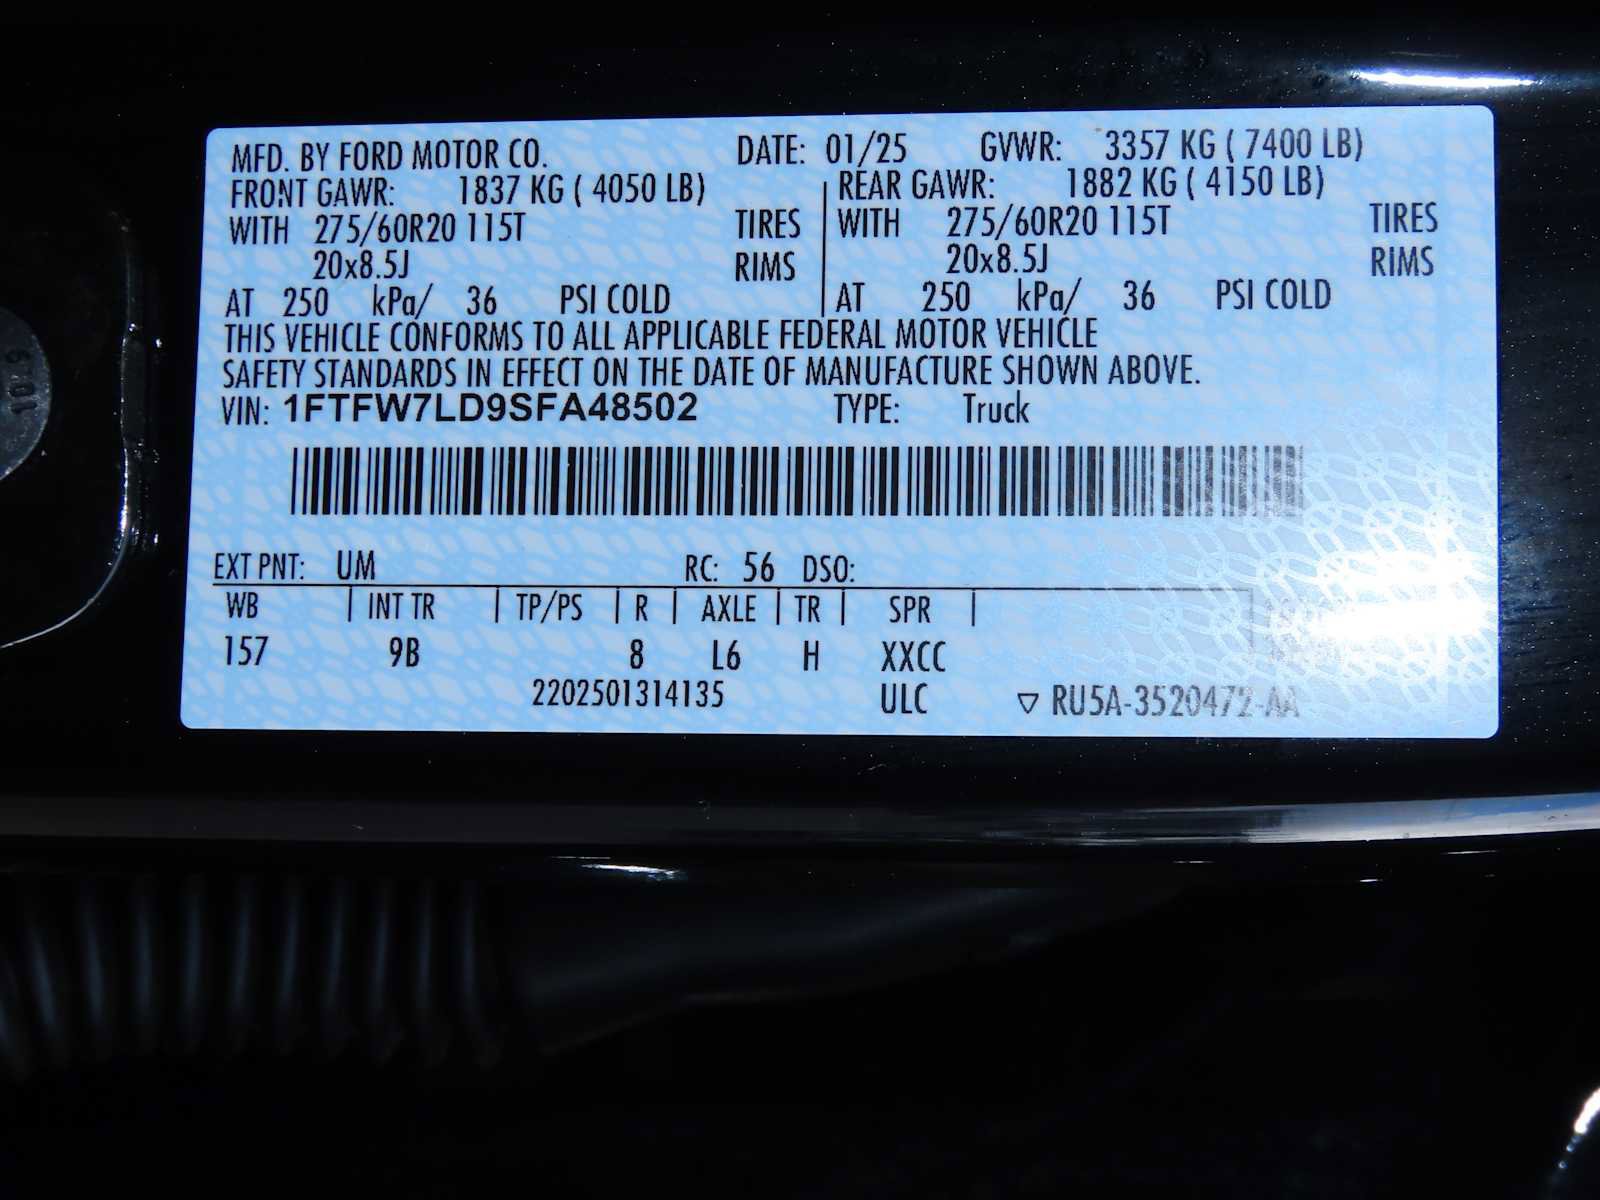 MFD. BY FORD MOTOR CO. DATE: 01/25 GVWR: 3357 KG ( 7400 LB)
FRONT GAWR: 1837 KG ( 4050 LB) REAR GAWR: 1882 KG ( 4150 LB)
WITH 275/60R20 115T TIRES WITH 275/60R20 115T TIRES
20x8.5J RIMS 20x8.5J RIMS
AT 250 kPa/ 36 PSI COLD AT 250 kPa/ 36 PSI COLD
THIS VEHICLE CONFORMS TO ALL APPLICABLE FEDERAL MOTOR VEHICLE
SAFETY STANDARDS IN EFFECT ON THE DATE OF MANUFACTURE SHOWN ABOVE.
VIN: 1FTFW7LD9SFA48502 TYPE: Truck
EXT PNT: UM RC: 56 DSO:
WB | INT TR | TP/PS | R | AXLE | TR | SPR |
157 9B 8 L6 H XXCC
2202501314135 ULC ▽ RU5A-3520472-AA